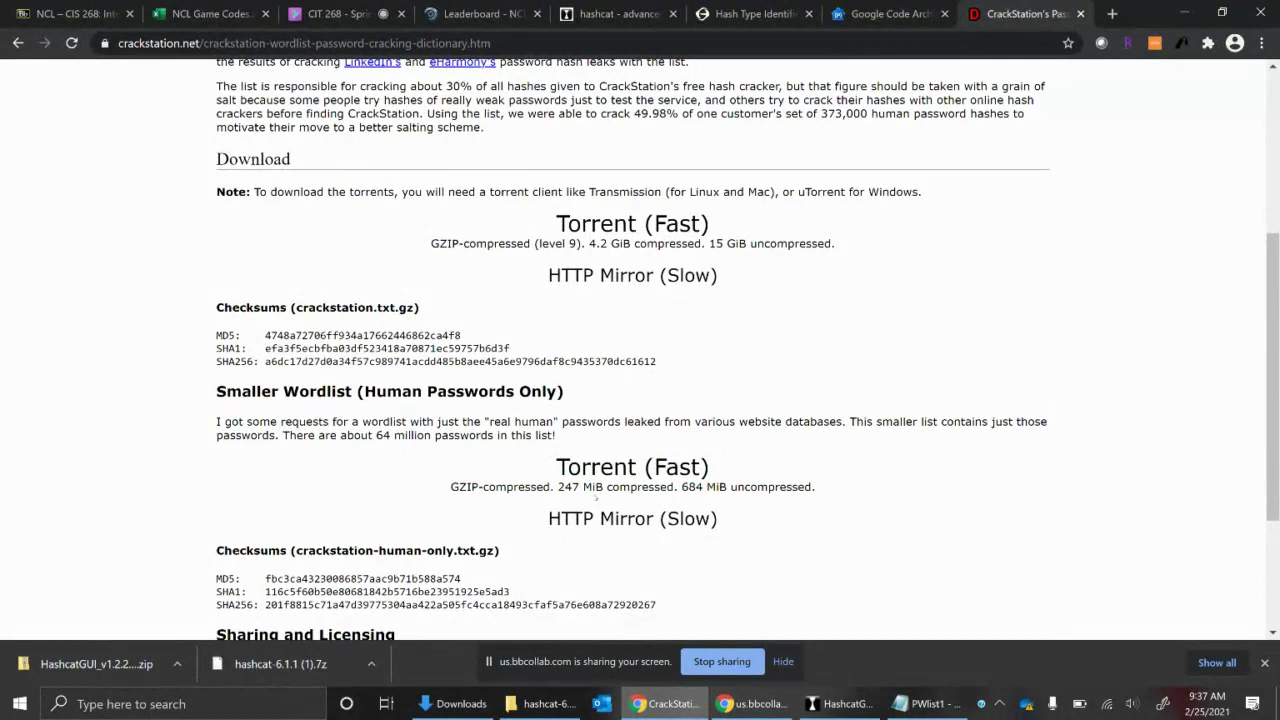 NCL – CIS 268: Int
NCL Game Codes.
CIT 268 - Sprin
Leaderboard - NCL
hashcat - advance
Hash Type Identifi
Google Code Arch
CrackStation's Pas
crackstation.net/crackstation-wordlist-password-cracking-dictionary.htm
the results of cracking LinkedIn's and eHarmony's password hash leaks with the list.
The list is responsible for cracking about 30% of all hashes given to CrackStation's free hash cracker, but that figure should be taken with a grain of
salt because some people try hashes of really weak passwords just to test the service, and others try to crack their hashes with other online hash
crackers before finding CrackStation. Using the list, we were able to crack 49.98% of one customer's set of 373,000 human password hashes to
motivate their move to a better salting scheme.
Download
Note: To download the torrents, you will need a torrent client like Transmission (for Linux and Mac), or uTorrent for Windows.
Torrent (Fast)
GZIP-compressed (level 9). 4.2 GiB compressed. 15 GiB uncompressed.
HTTP Mirror (Slow)
Checksums (crackstation.txt.gz)
MD5: 4748a72706ff934a17662446862ca4f8
SHA1: efa3f5ecbfba03df523418a70871ec59757b6d3f
SHA256: a6dc17d27d0a34f57c989741acdd485b8aee45a6e9796daf8c9435370dc61612
Smaller Wordlist (Human Passwords Only)
I got some requests for a wordlist with just the "real human" passwords leaked from various website databases. This smaller list contains just those
passwords. There are about 64 million passwords in this list!
Torrent (Fast)
GZIP-compressed. 247 MiB compressed. 684 MiB uncompressed.
HTTP Mirror (Slow)
Checksums (crackstation-human-only.txt.gz)
MD5: fbc3ca43230086857aac9b71b588a574
SHA1: 116c5f60b50e80681842b5716be23951925e5ad3
SHA256: 201f8815c71a47d39775304aa422a505fc4cca18493cfaf5a76e608a72920267
Sharing and Licensing
HashcatGUI_v1.2.2....zip
hashcat-6.1.1 (1).7z
us.bbcollab.com is sharing your screen.
Stop sharing
Hide
Show all
Type here to search
Downloads
hashcat-6....
CrackStati...
us.bbcolla...
HashcatG...
PWlist1 - ...
9:37 AM
2/25/2021